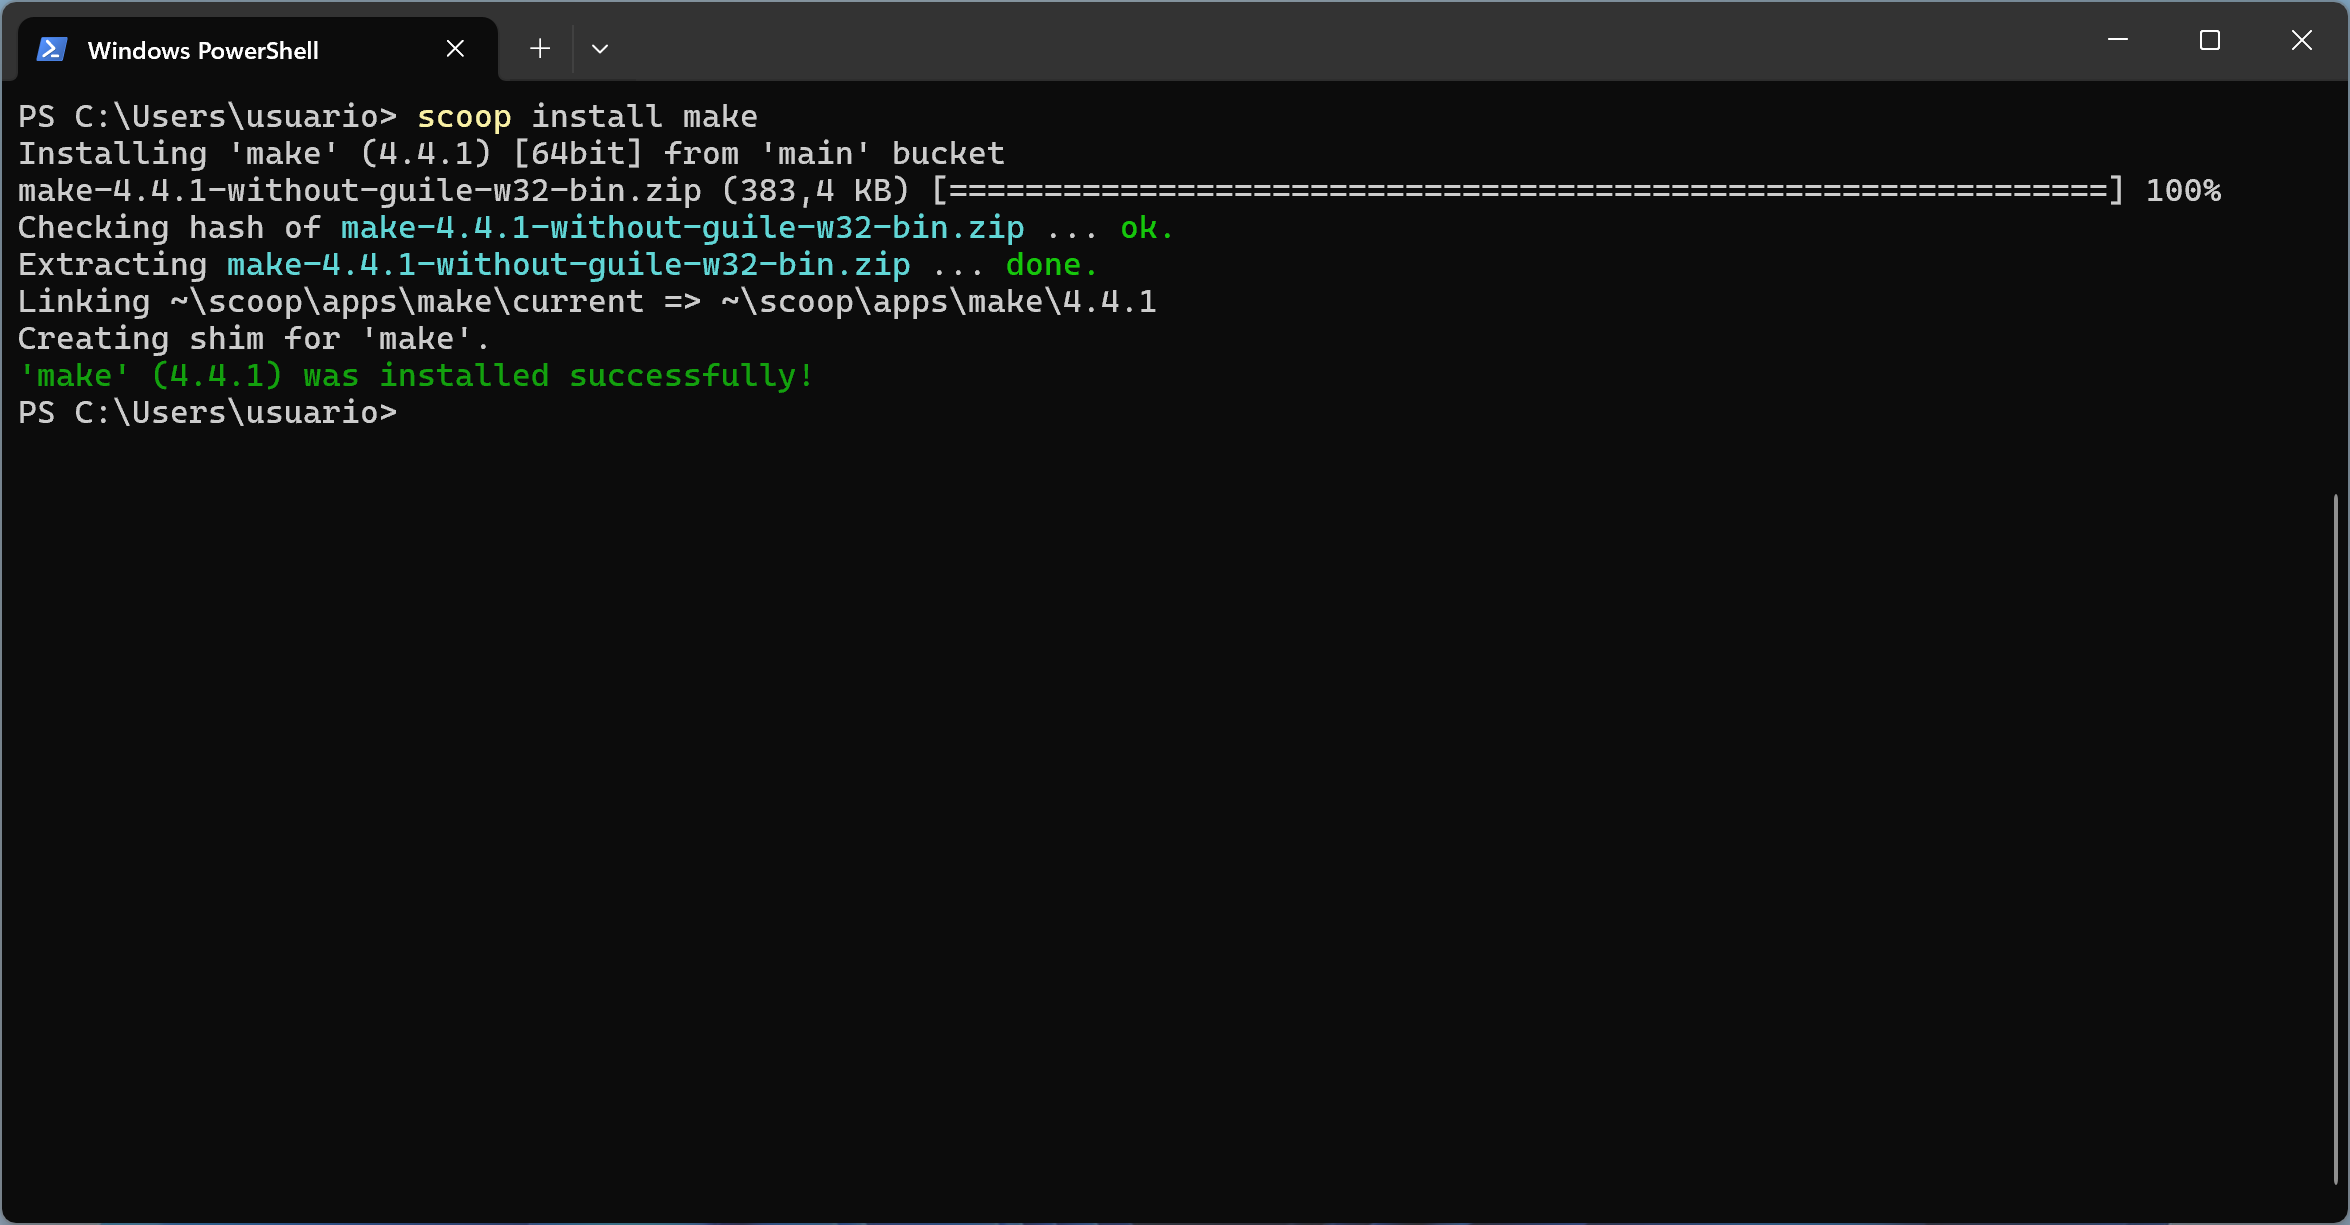 Windows PowerShell
PS C:\Users\usuario> scoop install make
Installing 'make' (4.4.1) [64bit] from 'main' bucket
make-4.4.1-without-guile-w32-bin.zip (383,4 KB) [=============================================================] 100%
Checking hash of make-4.4.1-without-guile-w32-bin.zip ... ok.
Extracting make-4.4.1-without-guile-w32-bin.zip ... done.
Linking ~\scoop\apps\make\current => ~\scoop\apps\make\4.4.1
Creating shim for 'make'.
'make' (4.4.1) was installed successfully!
PS C:\Users\usuario>